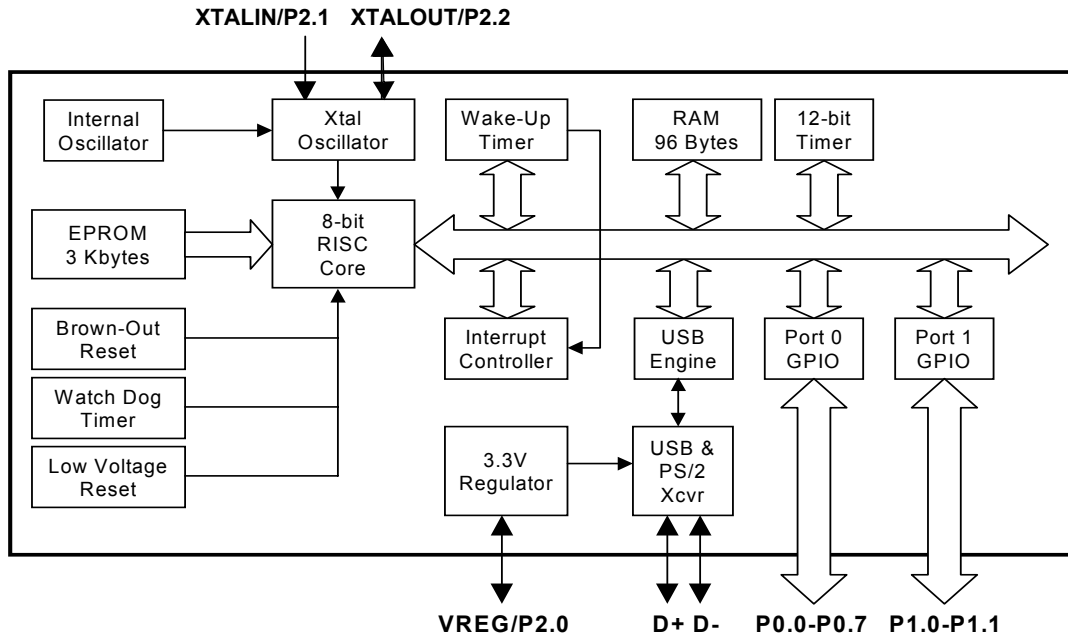 XTALIN/P2.1 XTALOUT/P2.2
Internal
Oscillator
Xtal
Oscillator
Wake-Up
Timer
RAM
96 Bytes
12-bit
Timer
EPROM
3 Kbytes
8-bit
RISC
Core
Brown-Out
Reset
Watch Dog
Timer
Low Voltage
Reset
Interrupt
Controller
USB
Engine
Port 0
GPIO
Port 1
GPIO
3.3V
Regulator
USB &
PS/2
Xcvr
VREG/P2.0
D+ D-
P0.0-P0.7
P1.0-P1.1